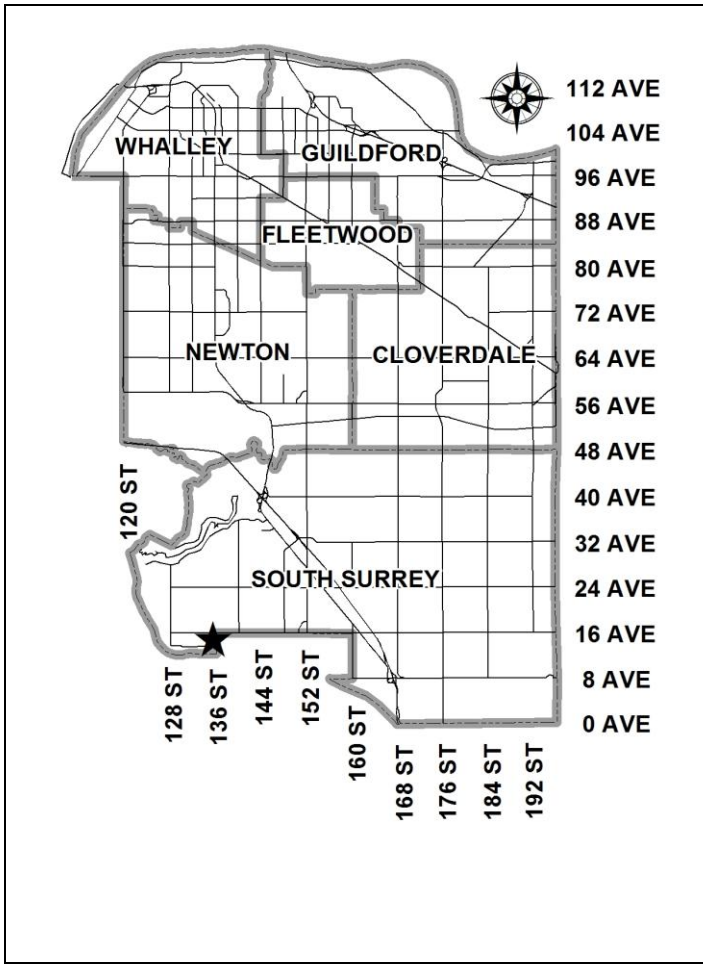 112 AVE
104 AVE
WHALLEY
GUILDFORD
96 AVE
88 AVE
FLEETWOOD
80 AVE
72 AVE
NEWTON
CLOVERDALE
64 AVE
56 AVE
48 AVE
120 ST
40 AVE
32 AVE
SOUTH SURREY
24 AVE
16 AVE
8 AVE
0 AVE
128 ST
136 ST
144 ST
152 ST
160 ST
168 ST
176 ST
184 ST
192 ST